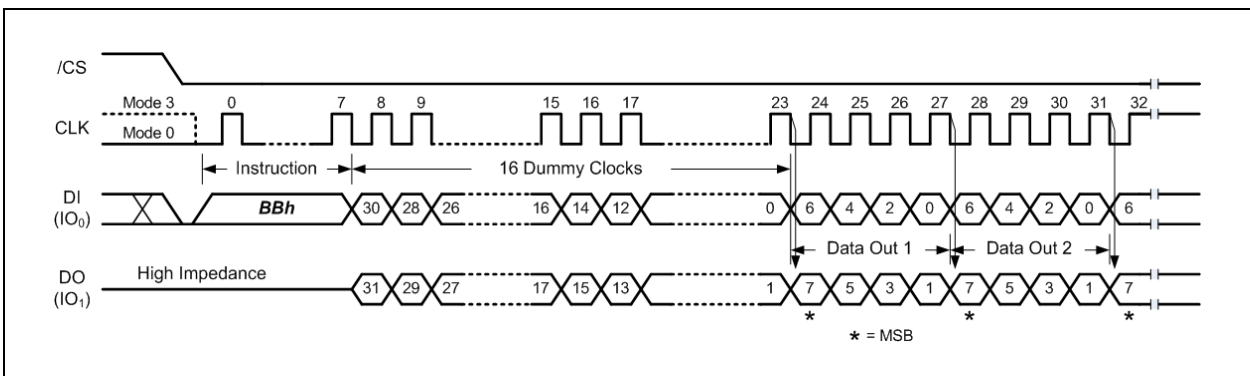 /CS
Mode 3 0 7 8 9 15 16 17 23 24 25 26 27 28 29 30 31 32
CLK Mode 0
Instruction 16 Dummy Clocks
DI
(IO0)
BBh 30 28 26 16 14 12 0 6 4 2 0 6 4 2 0 6
Data Out 1 Data Out 2
DO
(IO1)
High Impedance
31 29 27 17 15 13 1 7 5 3 1 7 5 3 1 7
* * *
* = MSB